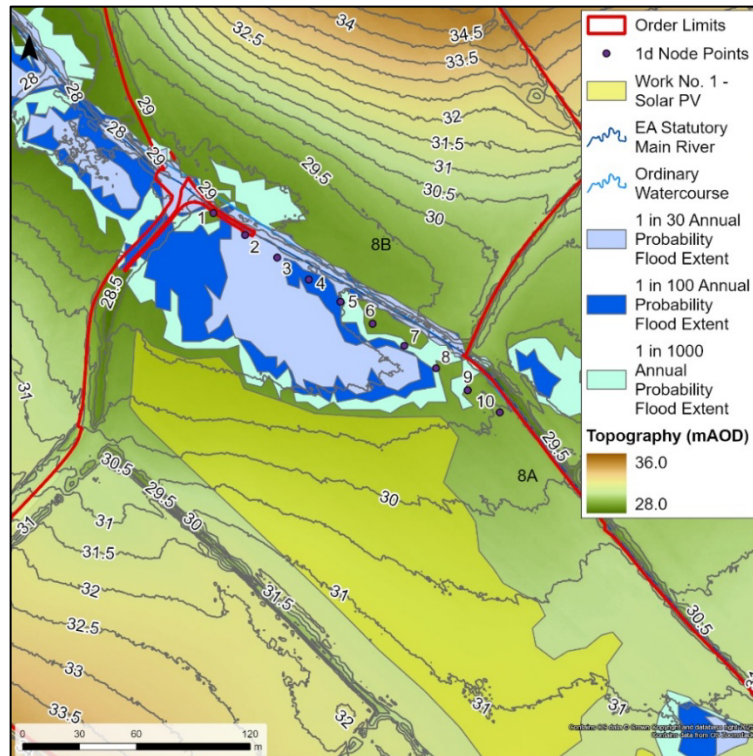 34
34.5
32.5
33.5
33.5
28
28
28
32
31.5
31
30.5
30
29
29.5
29
29
8B
1
2
3
4
5
6
7
8
9
10
28.5
31
30.5
31
29.5
30
30
8A
29.5
31
31.5
31.5
31
30.5
32
32.5
33
33.5
32
31
31
31
Order Limits
1d Node Points
Work No. 1 -
Solar PV
EA Statutory
Main River
Ordinary
Watercourse
1 in 30 Annual
Probability
Flood Extent
1 in 100 Annual
Probability
Flood Extent
1 in 1000
Annual
Probability
Flood Extent
Topography (mAOD)
36.0
28.0
0 30 60 120
m